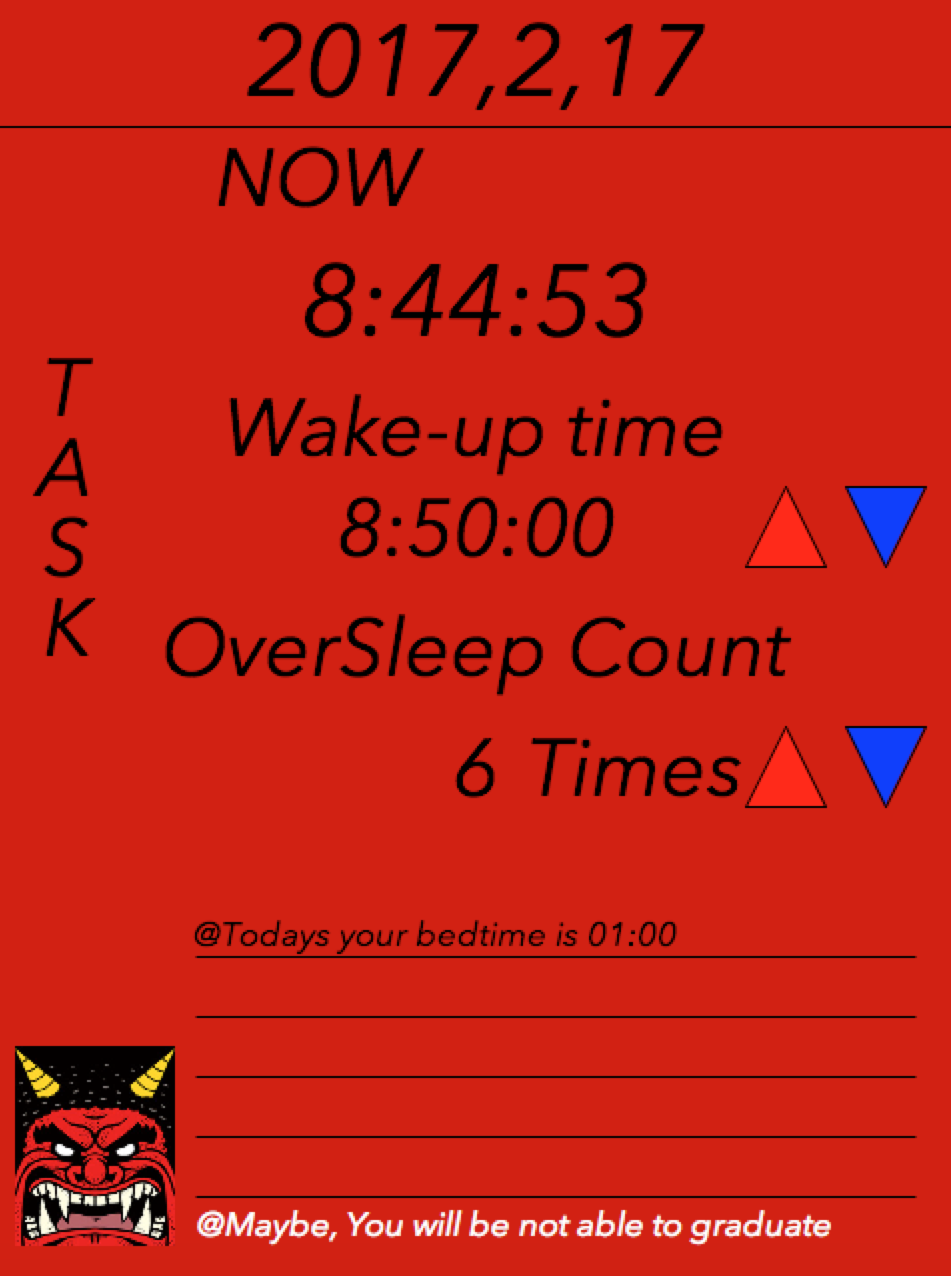 2017,2,17
NOW
8:44:53
TASK
Wake-up time
8:50:00
OverSleep Count
6 Times
@Todays your bedtime is 01:00
@Maybe, You will be not able to graduate